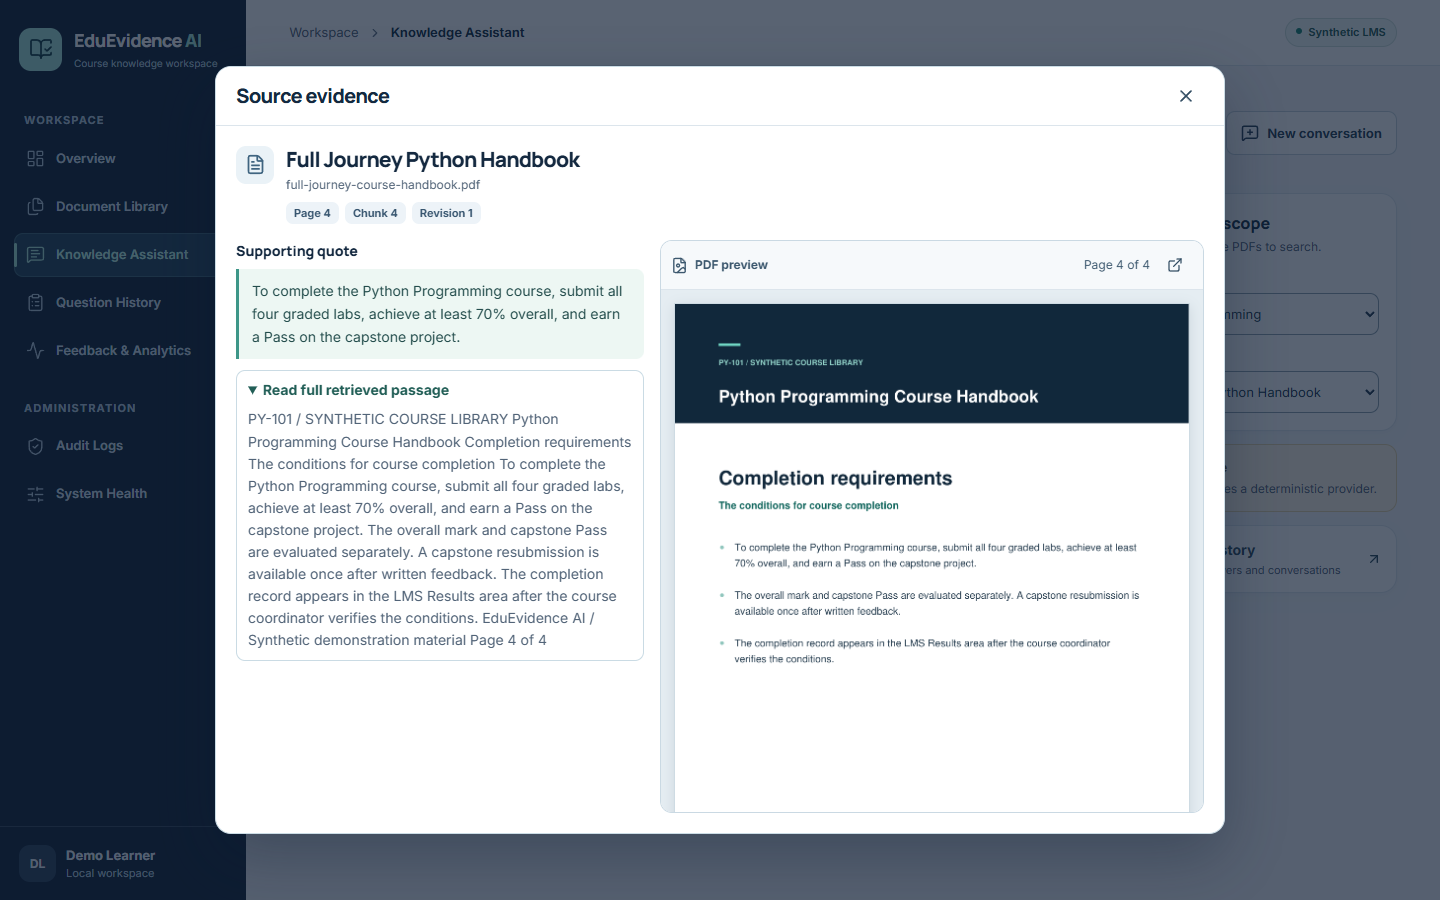 EduEvidence AI
Course knowledge workspace
WORKSPACE
Overview
Document Library
Knowledge Assistant
Question History
Feedback & Analytics
ADMINISTRATION
Audit Logs
System Health
DL
Demo Learner
Local workspace
Workspace > Knowledge Assistant
Synthetic LMS
New conversation
scope
PDFs to search.
thon Handbook
es a deterministic provider.
story
ers and conversations
Source evidence
Full Journey Python Handbook
full-journey-course-handbook.pdf
Page 4
Chunk 4
Revision 1
Supporting quote
To complete the Python Programming course, submit all
four graded labs, achieve at least 70% overall, and earn
a Pass on the capstone project.
Read full retrieved passage
PY-101 / SYNTHETIC COURSE LIBRARY Python
Programming Course Handbook Completion requirements
The conditions for course completion To complete the
Python Programming course, submit all four graded labs,
achieve at least 70% overall, and earn a Pass on the
capstone project. The overall mark and capstone Pass
are evaluated separately. A capstone resubmission is
available once after written feedback. The completion
record appears in the LMS Results area after the course
coordinator verifies the conditions. EduEvidence AI /
Synthetic demonstration material Page 4 of 4
PDF preview
Page 4 of 4
PY-101 / SYNTHETIC COURSE LIBRARY
Python Programming Course Handbook
Completion requirements
The conditions for course completion
To complete the Python Programming course, submit all four graded labs, achieve at least
70% overall, and earn a Pass on the capstone project.
The overall mark and capstone Pass are evaluated separately. A capstone resubmission is
available once after written feedback.
The completion record appears in the LMS Results area after the course coordinator
verifies the conditions.